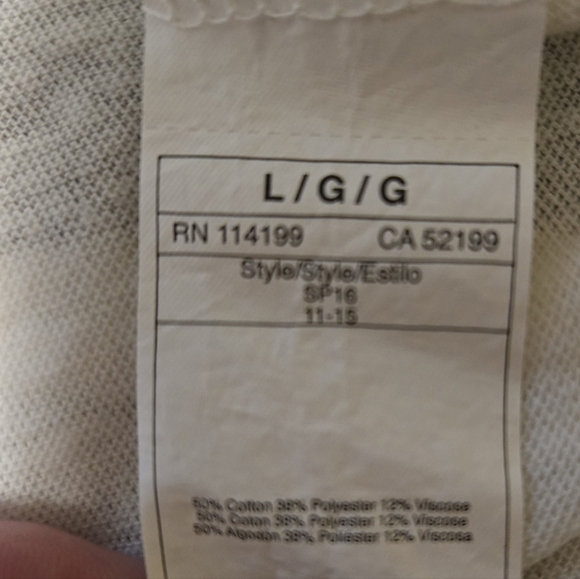 L/G/G
RN 114199 CA 52199
Style/Style/Estilo
SP16
11-15
50% Cotton 38% Polyester 12% Viscose
50% Coton 38% Polyester 12% Viscose
50% Algodon 38% Poliester 12% Viscosa